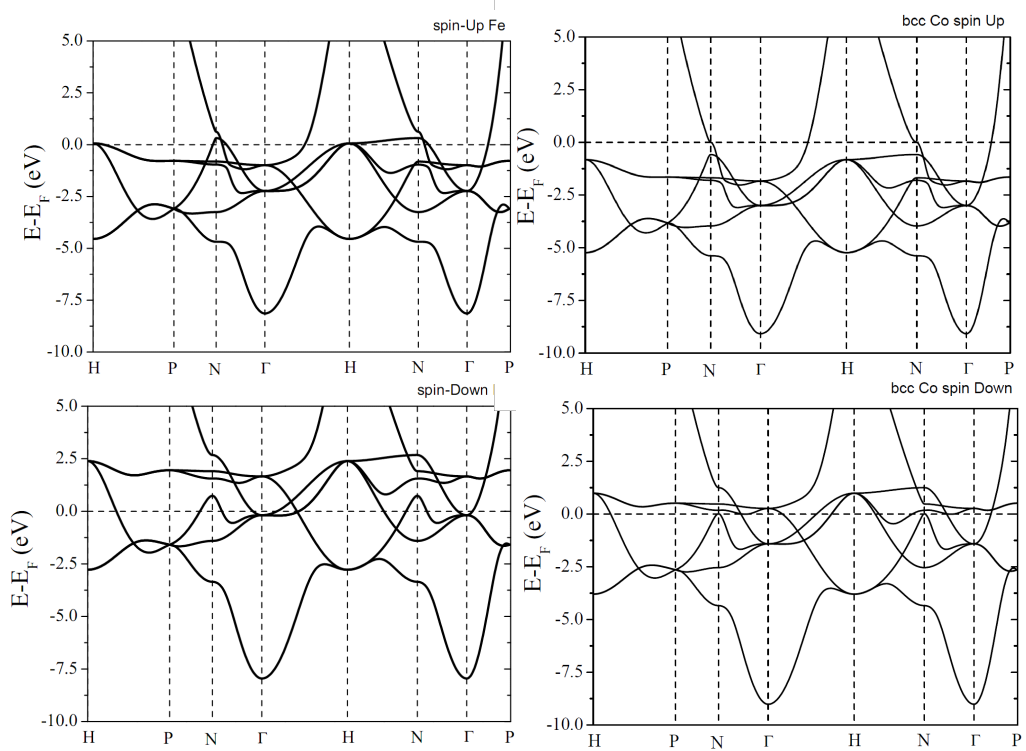 spin-Up Fe
5.0
2.5
0.0
-2.5
-5.0
-7.5
-10.0
E-E_F (eV)
H P N Γ H N Γ P
bcc Co spin Up
5.0
2.5
0.0
-2.5
-5.0
-7.5
-10.0
E-E_F (eV)
H P N Γ H N Γ P
spin-Down
5.0
2.5
0.0
-2.5
-5.0
-7.5
-10.0
E-E_F (eV)
H P N Γ H N Γ P
bcc Co spin Down
5.0
2.5
0.0
-2.5
-5.0
-7.5
-10.0
E-E_F (eV)
H P N Γ H N Γ P